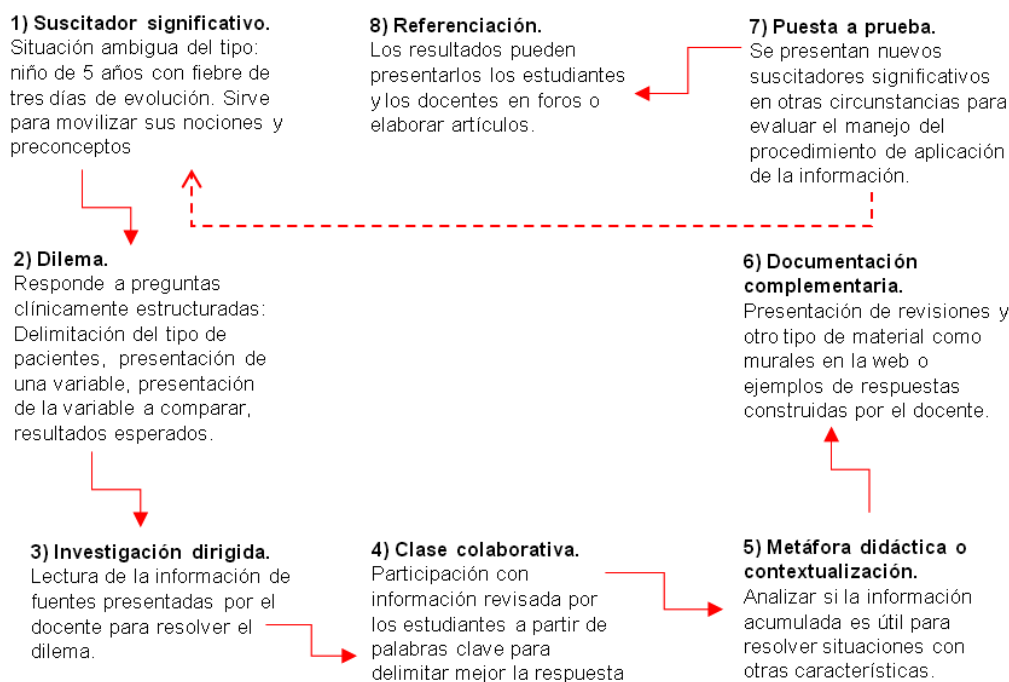 1) Suscitador significativo.
Situación ambigua del tipo:
niño de 5 años con fiebre de
tres días de evolución. Sirve
para movilizar sus nociones y
preconceptos
2) Dilema.
Responde a preguntas
clínicamente estructuradas:
Delimitación del tipo de
pacientes, presentación de
una variable, presentación
de la variable a comparar,
resultados esperados.
3) Investigación dirigida.
Lectura de la información de
fuentes presentadas por el
docente para resolver el
dilema.
4) Clase colaborativa.
Participación con
información revisada por
los estudiantes a partir de
palabras clave para
delimitar mejor la respuesta
5) Metáfora didáctica o
contextualización.
Analizar si la información
acumulada es útil para
resolver situaciones con
otras características.
6) Documentación
complementaria.
Presentación de revisiones y
otro tipo de material como
murales en la web o
ejemplos de respuestas
construidas por el docente.
7) Puesta a prueba.
Se presentan nuevos
suscitadores significativos
en otras circunstancias para
evaluar el manejo del
procedimiento de aplicación
de la información.
8) Referenciación.
Los resultados pueden
presentarlos los estudiantes
y los docentes en foros o
elaborar artículos.